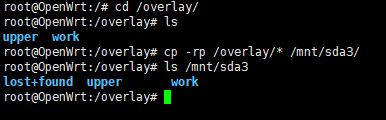 root@OpenWrt:/# cd /overlay/
root@OpenWrt:/overlay# ls
upper  work
root@OpenWrt:/overlay# cp -rp /overlay/* /mnt/sda3/
root@OpenWrt:/overlay# ls /mnt/sda3
lost+found  upper       work
root@OpenWrt:/overlay#